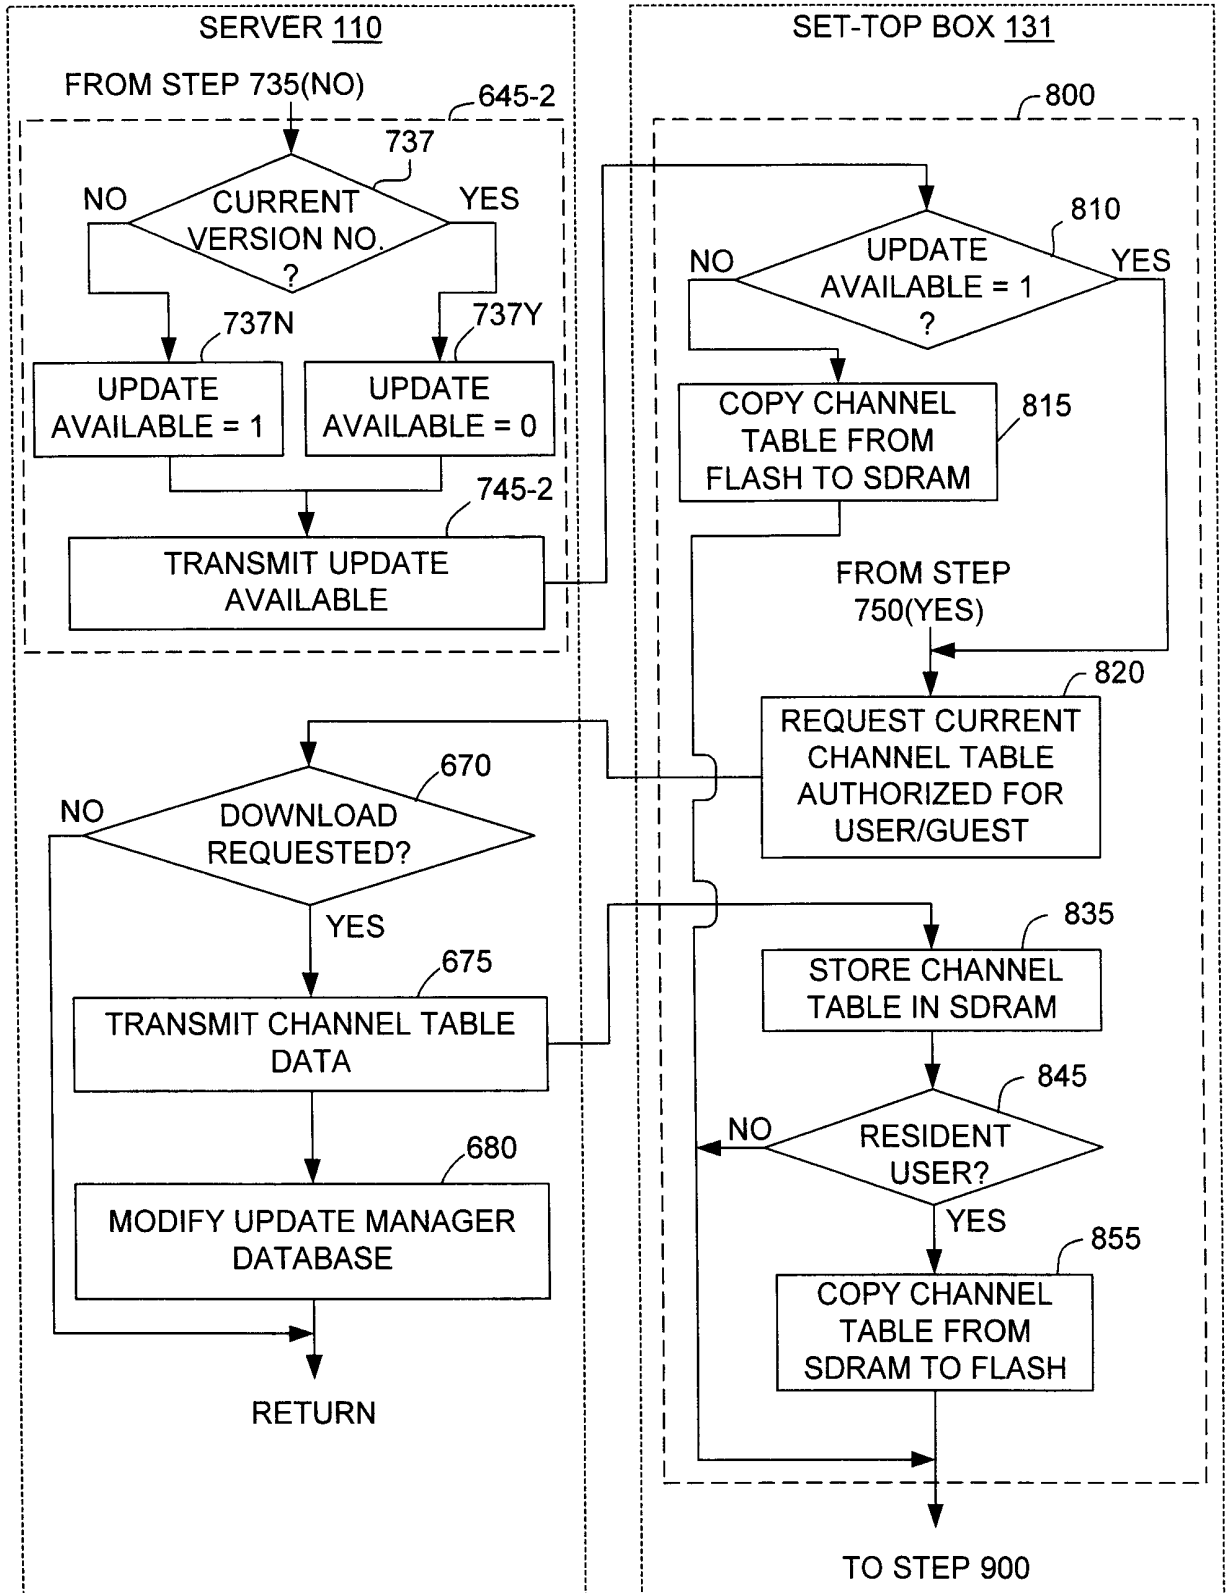 SERVER 110
FROM STEP 735(NO)
645-2
737
NO
YES
CURRENT
VERSION NO.
?
737N
737Y
UPDATE
AVAILABLE = 1
UPDATE
AVAILABLE = 0
745-2
TRANSMIT UPDATE
AVAILABLE
670
NO
DOWNLOAD
REQUESTED?
YES
675
TRANSMIT CHANNEL TABLE
DATA
680
MODIFY UPDATE MANAGER
DATABASE
RETURN
SET-TOP BOX 131
800
810
NO
YES
UPDATE
AVAILABLE = 1
?
COPY CHANNEL
TABLE FROM
FLASH TO SDRAM
815
FROM STEP
750(YES)
820
REQUEST CURRENT
CHANNEL TABLE
AUTHORIZED FOR
USER/GUEST
835
STORE CHANNEL
TABLE IN SDRAM
845
NO
RESIDENT
USER?
YES
855
COPY CHANNEL
TABLE FROM
SDRAM TO FLASH
TO STEP 900